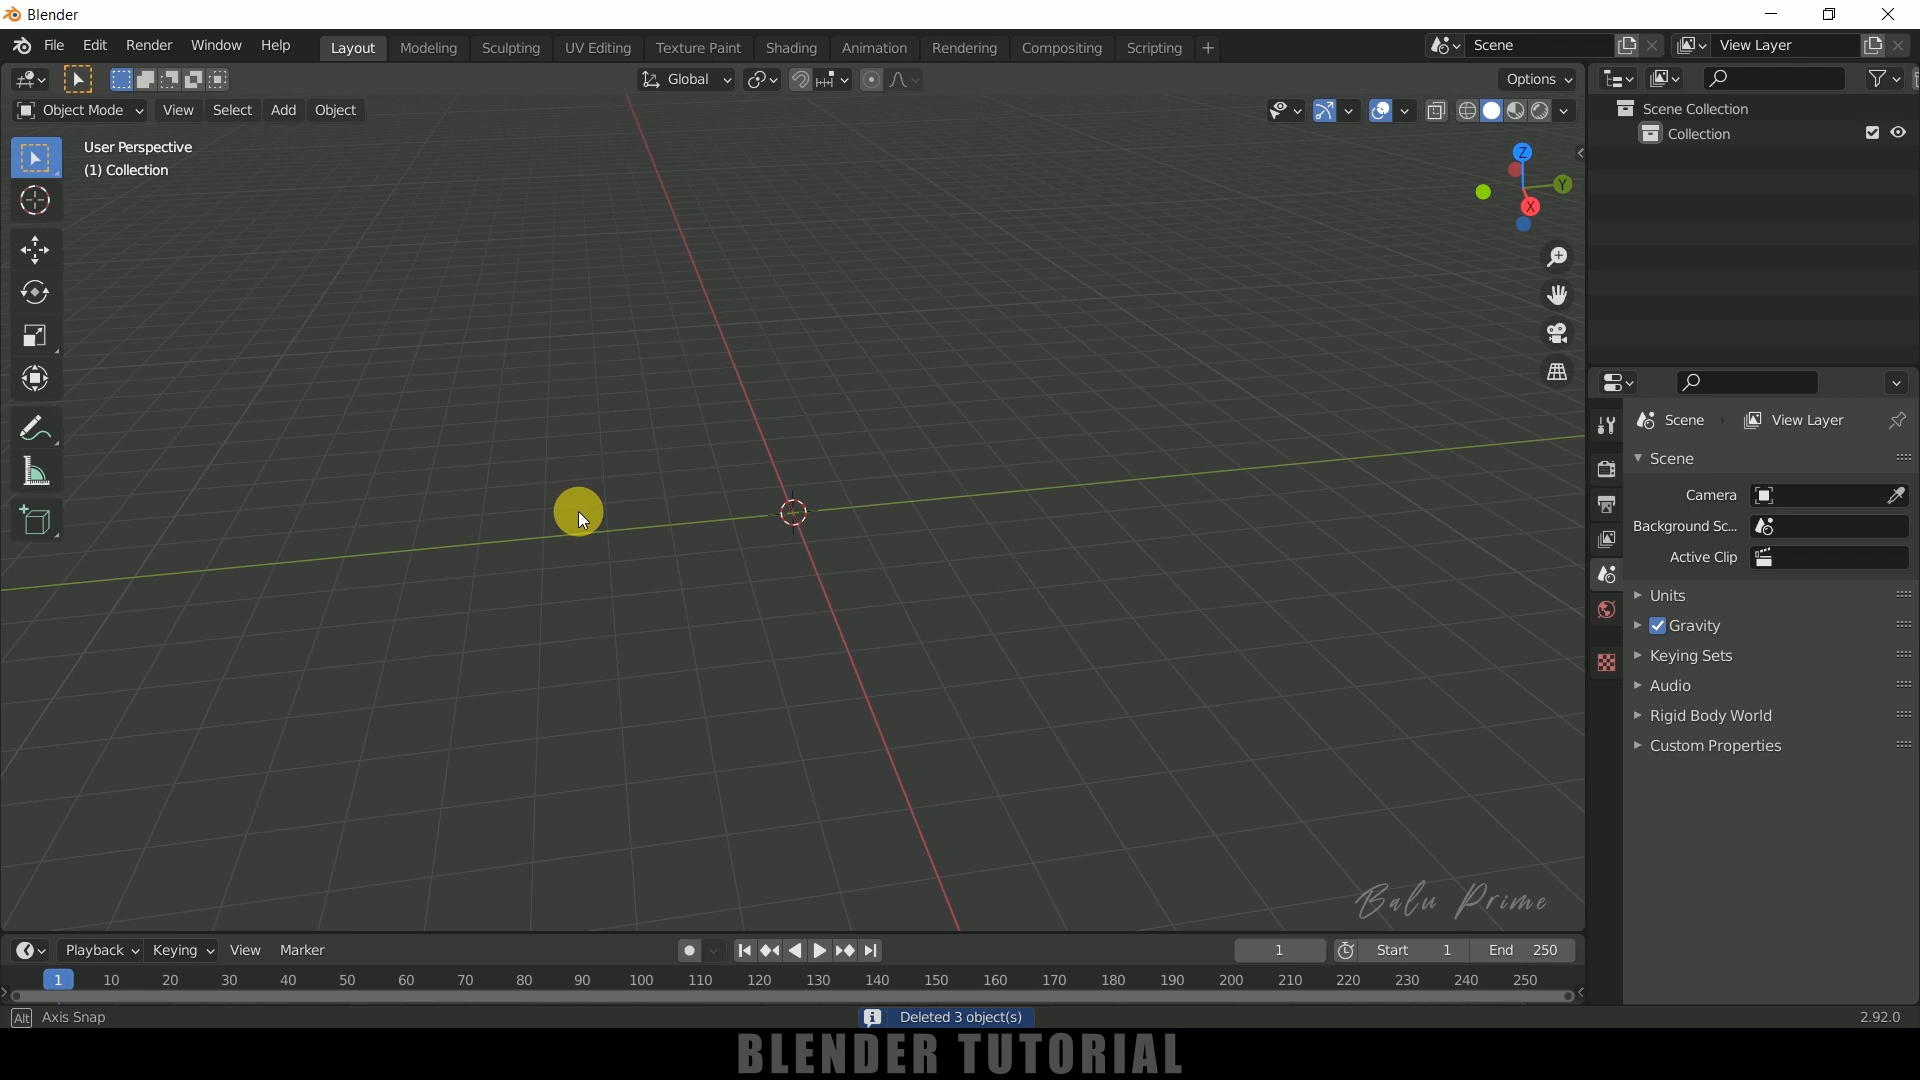 Blender
File Edit Render Window Help Layout Modeling Sculpting UV Editing Texture Paint Shading Animation Rendering Compositing Scripting + Scene View Layer
Global Options
Object Mode View Select Add Object
Scene Collection
Collection
User Perspective
(1) Collection
Z
Y
X
Scene View Layer
Scene
Camera
Background Sc...
Active Clip
Units
Gravity
Keying Sets
Audio
Rigid Body World
Custom Properties
Balu Prime
Playback Keying View Marker 1 Start 1 End 250
1 10 20 30 40 50 60 70 80 90 100 110 120 130 140 150 160 170 180 190 200 210 220 230 240 250
Alt Axis Snap Deleted 3 object(s) 2.92.0
BLENDER TUTORIAL